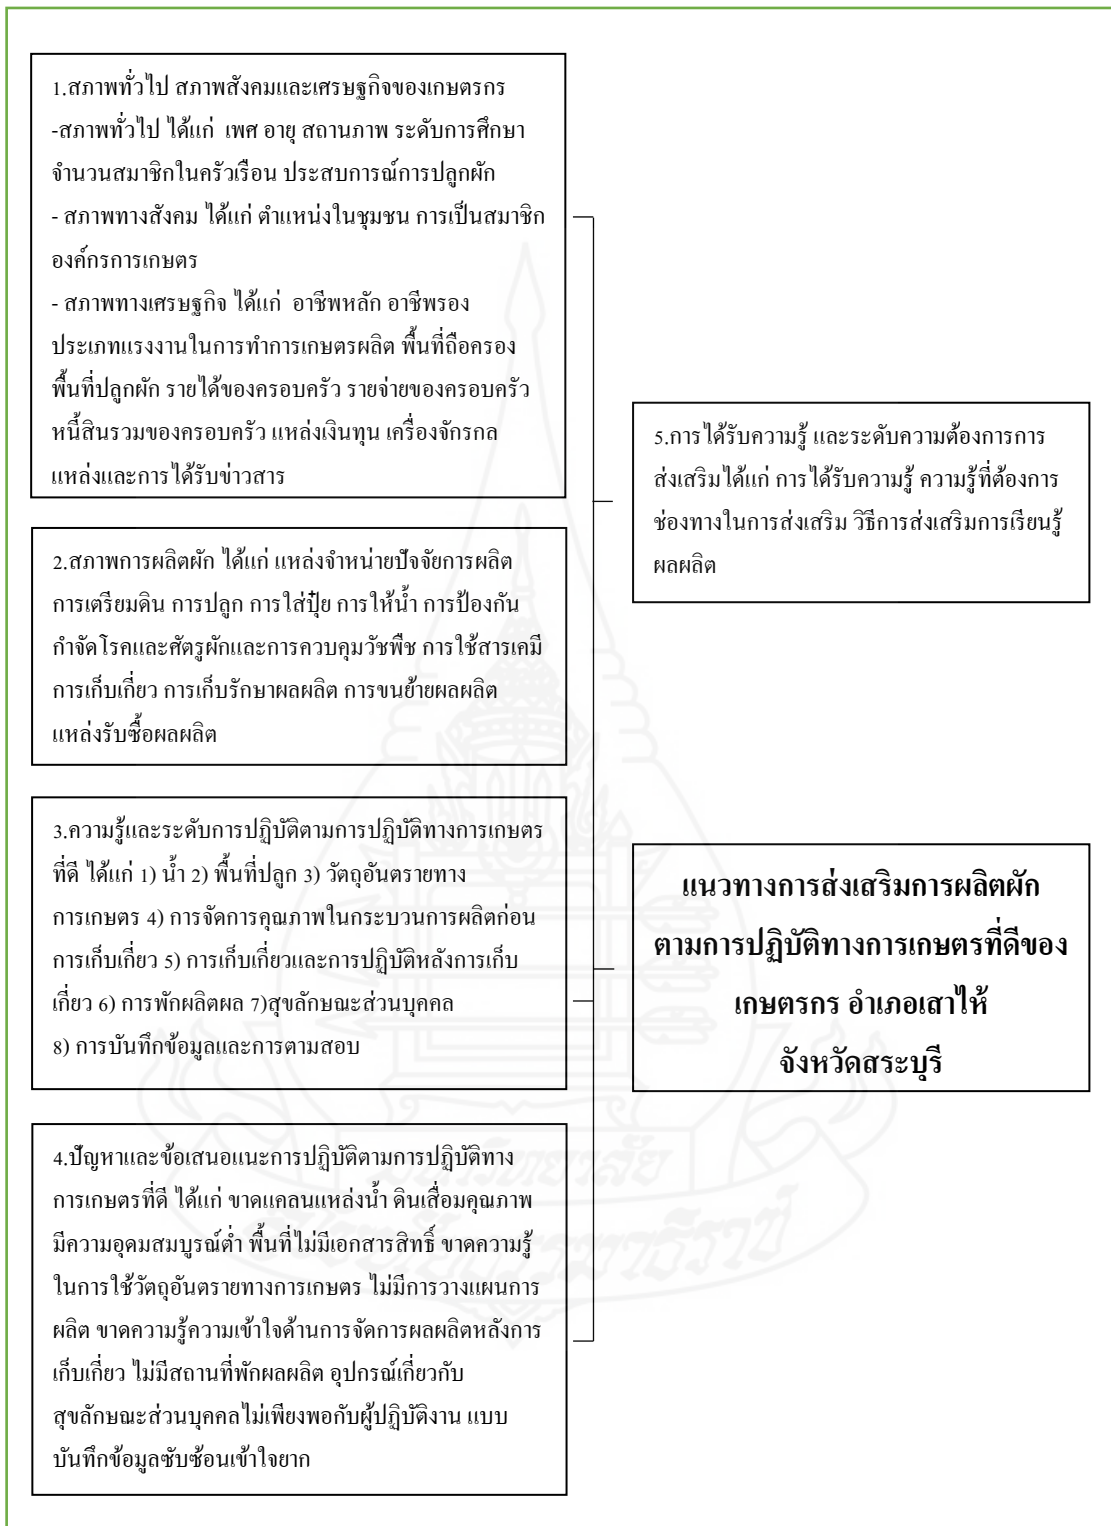 1.สภาพทั่วไป สภาพสังคมและเศรษฐกิจของเกษตรกร
-สภาพทั่วไป ได้แก่ เพศ อายุ สถานภาพ ระดับการศึกษา
จำนวนสมาชิกในครัวเรือน ประสบการณ์การปลูกผัก
- สภาพทางสังคม ได้แก่ ตำแหน่งในชุมชน การเป็นสมาชิก
องค์กรการเกษตร
- สภาพทางเศรษฐกิจ ได้แก่ อาชีพหลัก อาชีพรอง
ประเภทแรงงานในการทำการเกษตรผลิต พื้นที่ถือครอง
พื้นที่ปลูกผัก รายได้ของครอบครัว รายจ่ายของครอบครัว
หนี้สินรวมของครอบครัว แหล่งเงินทุน เครื่องจักรกล
แหล่งและการได้รับข่าวสาร
2.สภาพการผลิตผัก ได้แก่ แหล่งจำหน่ายปัจจัยการผลิต
การเตรียมดิน การปลูก การใส่ปุ๋ย การให้น้ำ การป้องกัน
กำจัดโรคและศัตรูผักและการควบคุมวัชพืช การใช้สารเคมี
การเก็บเกี่ยว การเก็บรักษาผลผลิต การขนย้ายผลผลิต
แหล่งรับซื้อผลผลิต
3.ความรู้และระดับการปฏิบัติตามการปฏิบัติทางการเกษตร
ที่ดี ได้แก่ 1) น้ำ 2) พื้นที่ปลูก 3) วัตถุอันตรายทาง
การเกษตร 4) การจัดการคุณภาพในกระบวนการผลิตก่อน
การเก็บเกี่ยว 5) การเก็บเกี่ยวและการปฏิบัติหลังการเก็บ
เกี่ยว 6) การพักผลิตผล 7)สุขลักษณะส่วนบุคคล
8) การบันทึกข้อมูลและการตามสอบ
4.ปัญหาและข้อเสนอแนะการปฏิบัติตามการปฏิบัติทาง
การเกษตรที่ดี ได้แก่ ขาดแคลนแหล่งน้ำ ดินเสื่อมคุณภาพ
มีความอุดมสมบูรณ์ต่ำ พื้นที่ไม่มีเอกสารสิทธิ์ ขาดความรู้
ในการใช้วัตถุอันตรายทางการเกษตร ไม่มีการวางแผนการ
ผลิต ขาดความรู้ความเข้าใจด้านการจัดการผลผลิตหลังการ
เก็บเกี่ยว ไม่มีสถานที่พักผลผลิต อุปกรณ์เกี่ยวกับ
สุขลักษณะส่วนบุคคลไม่เพียงพอกับผู้ปฏิบัติงาน แบบ
บันทึกข้อมูลซับซ้อนเข้าใจยาก
5.การได้รับความรู้ และระดับความต้องการการ
ส่งเสริมได้แก่ การได้รับความรู้ ความรู้ที่ต้องการ
ช่องทางในการส่งเสริม วิธีการส่งเสริมการเรียนรู้
ผลผลิต
แนวทางการส่งเสริมการผลิตผัก
ตามการปฏิบัติทางการเกษตรที่ดีของ
เกษตรกร อำเภอเสาไห้
จังหวัดสระบุรี
มหาวิทยาลัย
สุโขทัยธรรมาธิราช